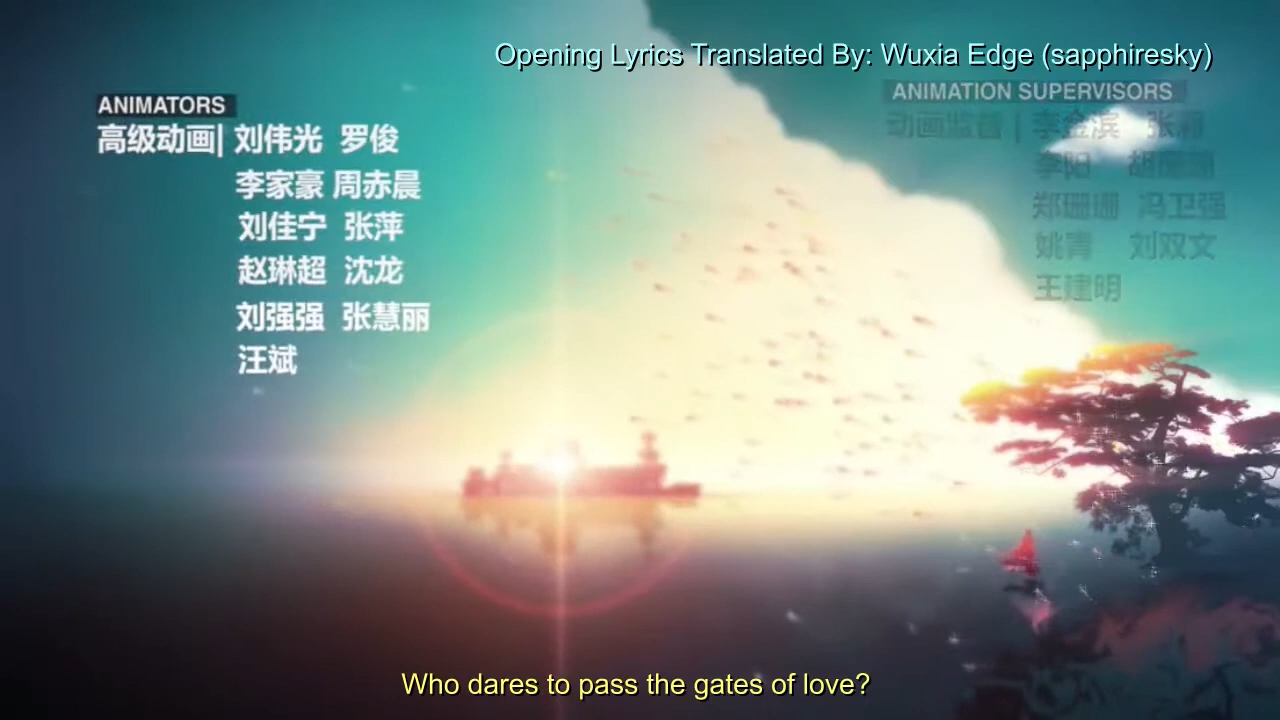 Opening Lyrics Translated By: Wuxia Edge (sapphiresky)
ANIMATORS
高级动画| 刘伟光 罗俊
李家豪 周赤晨
刘佳宁 张萍
赵琳超 沈龙
刘强强 张慧丽
汪斌
ANIMATION SUPERVISORS
动画监督 | 李金滨 张
李阳
郑珊珊 冯卫强
姚青 刘双文
王建明
Who dares to pass the gates of love?